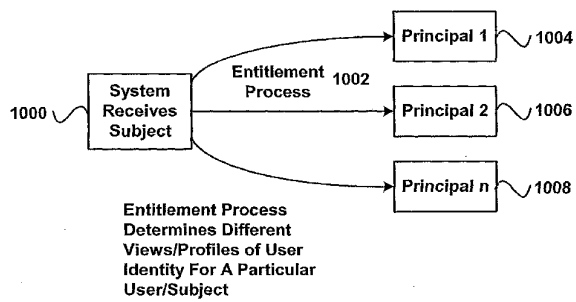 Principal 1
1004
Entitlement
Process
1002
System
Receives
Subject
1000
Principal 2
1006
Principal n
1008
Entitlement Process
Determines Different
Views/Profiles of User
Identity For A Particular
User/Subject